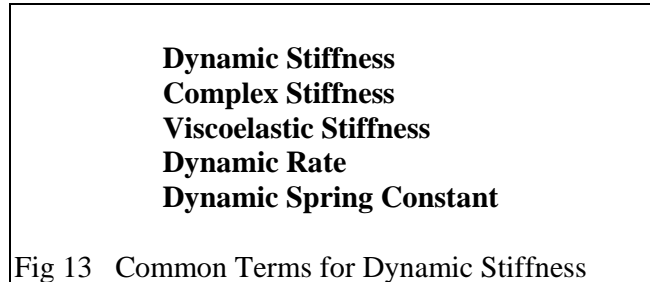 Dynamic Stiffness
Complex Stiffness
Viscoelastic Stiffness
Dynamic Rate
Dynamic Spring Constant
Fig 13 Common Terms for Dynamic Stiffness